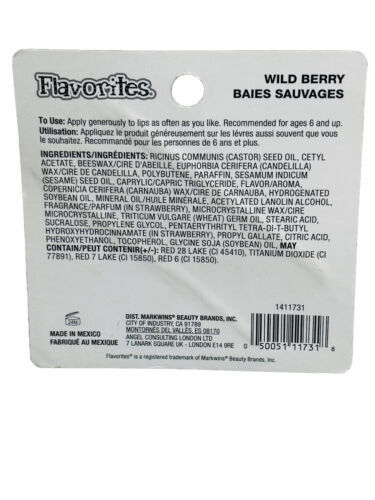 Flavorites
WILD BERRY
BAIES SAUVAGES
To Use: Apply generously to lips as often as you like. Recommended for ages 6 and up.
Utilisation: Appliquez le produit généreusement sur les lévres aussi souvent que vous
le souhaitez. Recommandé pour les personnes de 6 ans et plus.
INGREDIENTS/INGRÉDIENTS: RICINUS COMMUNIS (CASTOR) SEED OIL, CETYL
ACETATE, BEESWAX/CIRE D'ABEILLE, EUPHORBIA CERIFERA (CANDELILLA)
WAX/CIRE DE CANDELILLA, POLYBUTENE, PARAFFIN, SESAMUM INDICUM
(SESAME) SEED OIL, CAPRYLIC/CAPRIC TRIGLYCERIDE, FLAVOR/AROMA,
COPERNICIA CERIFERA (CARNAUBA) WAX/CIRE DE CARNAUBA, HYDROGENATED
SOYBEAN OIL, MINERAL OIL/HUILE MINÉRALE, ACETYLATED LANOLIN ALCOHOL,
FRAGRANCE/PARFUM (IN STRAWBERRY), MICROCRYSTALLINE WAX/CIRE
MICROCRYSTALLINE, TRITICUM VULGARE (WHEAT) GERM OIL, STEARIC ACID,
SUCRALOSE, PROPYLENE GLYCOL, PENTAERYTHRITYL TETRA-DI-T-BUTYL
HYDROXYHYDROCINNAMATE (IN STRAWBERRY), PROPYL GALLATE, CITRIC ACID,
PHENOXYETHANOL, TOCOPHEROL, GLYCINE SOJA (SOYBEAN) OIL, MAY
CONTAIN/PEUT CONTENIR(+/-): RED 28 LAKE (CI 45410), TITANIUM DIOXIDE (CI
77891), RED 7 LAKE (CI 15850), RED 6 (CI 15850).
24M
MADE IN MEXICO
FABRIQUÉ AU MEXIQUE
DIST. MARKWINS® BEAUTY BRANDS, INC.
CITY OF INDUSTRY, CA 91789
MONTORNÉS DEL VALLÉS, ES 08170
ANGEL CONSULTING LONDON LTD
7 LANARK SQUARE UK - LONDON E14 9RE
Flavorites® is a registered trademark of Markwins® Beauty Brands, Inc.
1411731
0 50051 11731 8